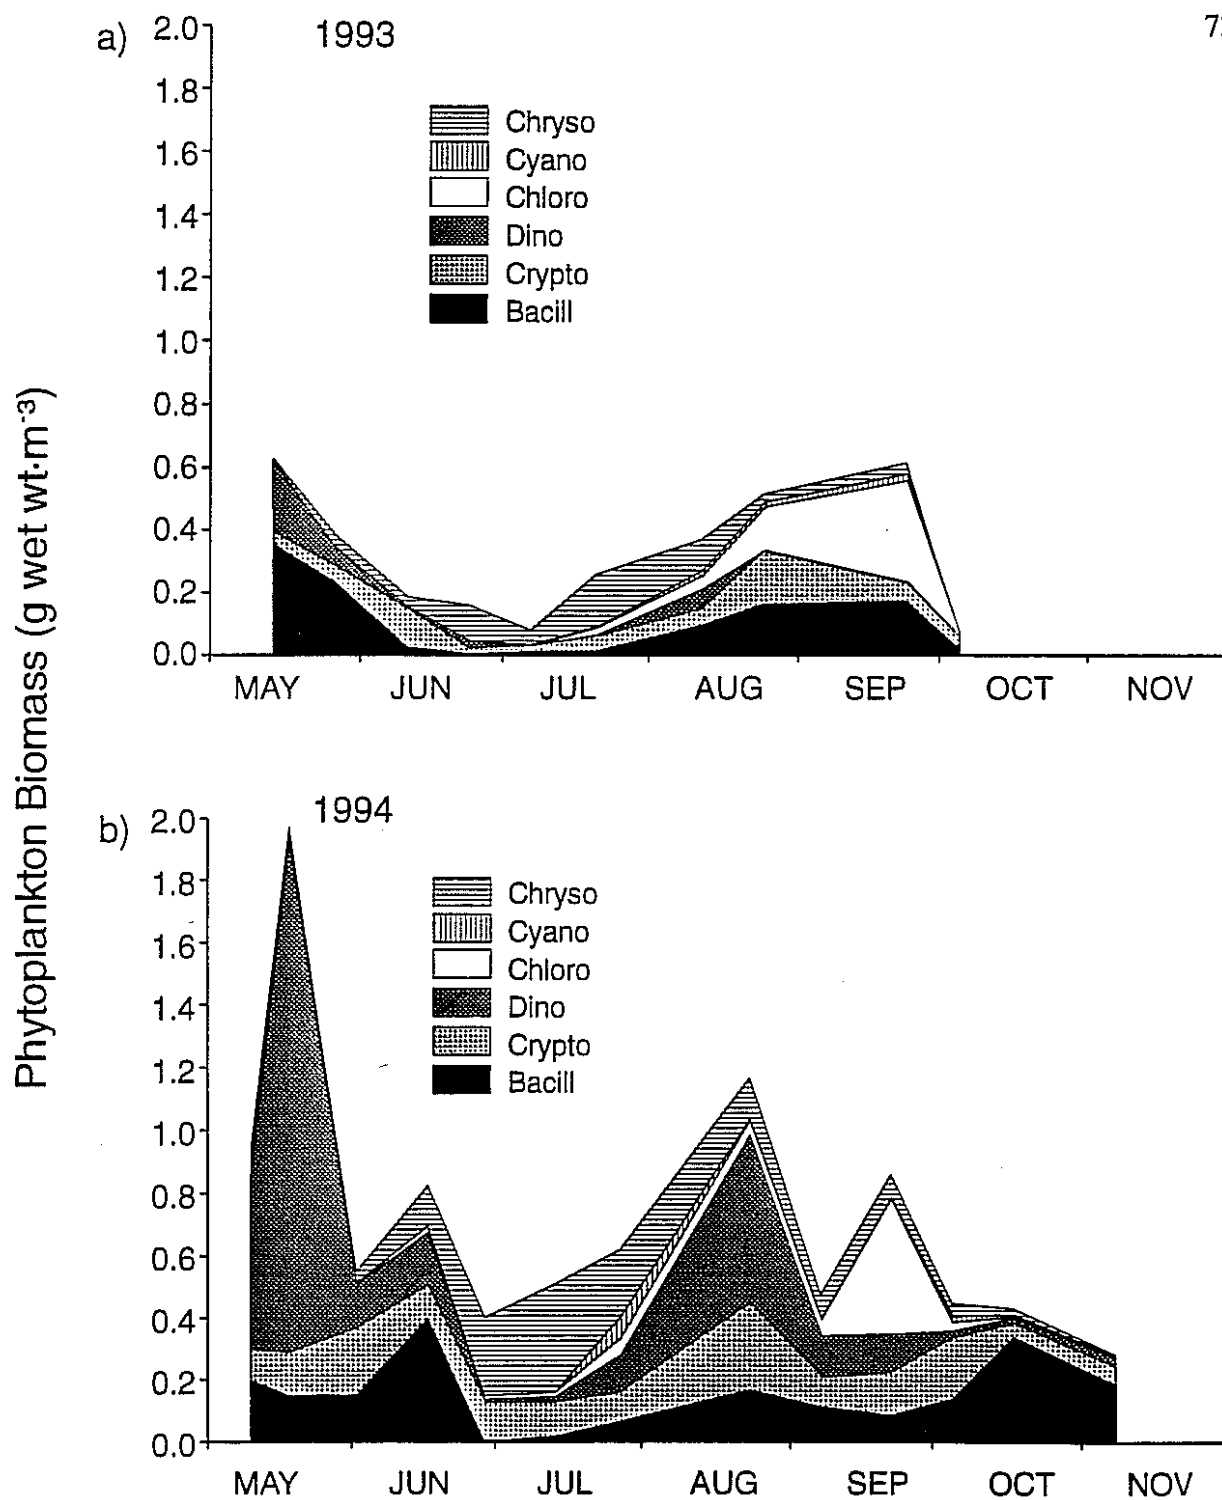 a) 2.0 1993 7
1.8
Chryso
1.6 Cyano
Chloro
1.4
Dino
1.2 Crypto
Bacill
1.0
0.8
0.6
0.4
0.2
0.0
MAY JUN JUL AUG SEP OCT NOV
Phytoplankton Biomass (g wet wt·m⁻³)
b) 2.0 1994
1.8 Chryso
Cyano
1.6
Chloro
1.4 Dino
Crypto
1.2
Bacill
1.0
0.8
0.6
0.4
0.2
0.0
MAY JUN JUL AUG SEP OCT NOV